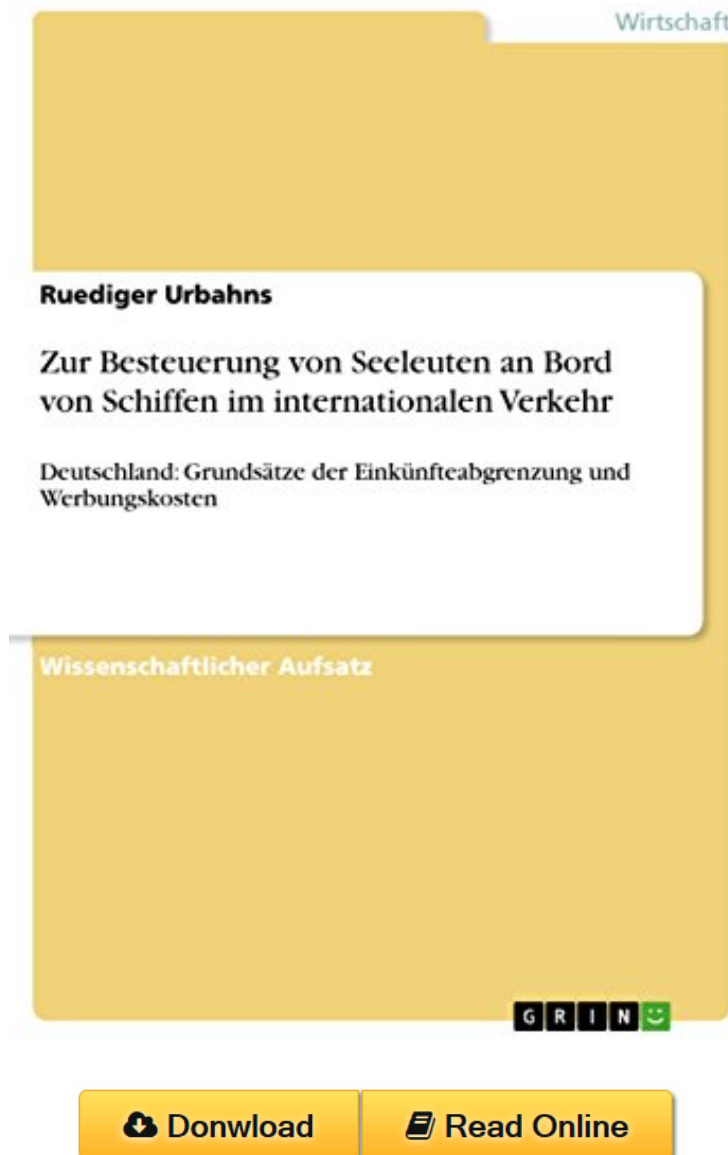 Wirtschaft
Ruediger Urbahns
Zur Besteuerung von Seeleuten an Bord
von Schiffen im internationalen Verkehr
Deutschland: Grundsätze der Einkünfteabgrenzung und
Werbungskosten
Wissenschaftlicher Aufsatz
GRIN
Donwload Read Online